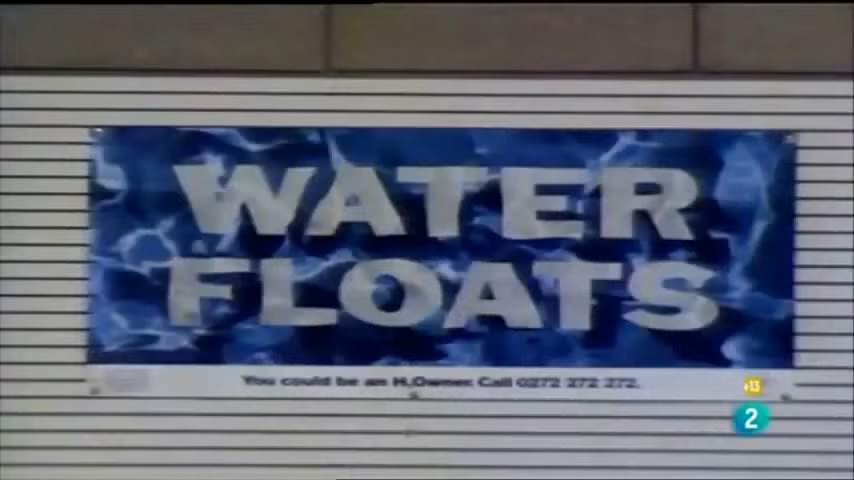 WATER
FLOATS
You could be an H₂Owner. Call 0272 272 272.
+13
2